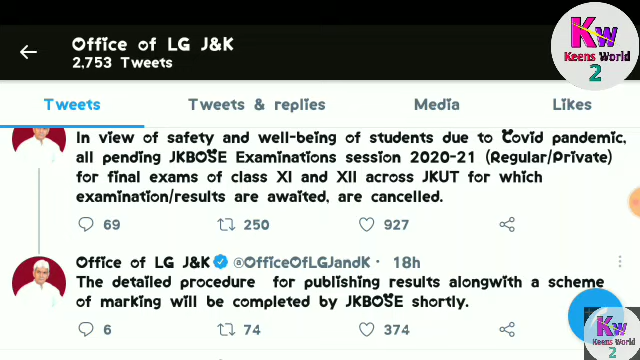 Office of LG J&K
2,753 Tweets
Kw
Keens World
2
Tweets
Tweets & replies
Media
Likes
In view of safety and well-being of students due to Covid pandemic,
all pending JKBOSE Examinations session 2020-21 (Regular/Private)
for final exams of class XI and XII across JKUT for which
examination/results are awaited, are cancelled.
69
250
927
Office of LG J&K @OfficeOfLGJandK · 18h
The detailed procedure for publishing results alongwith a scheme
of marking will be completed by JKBOSE shortly.
6
74
374
Kw
Keens World
2